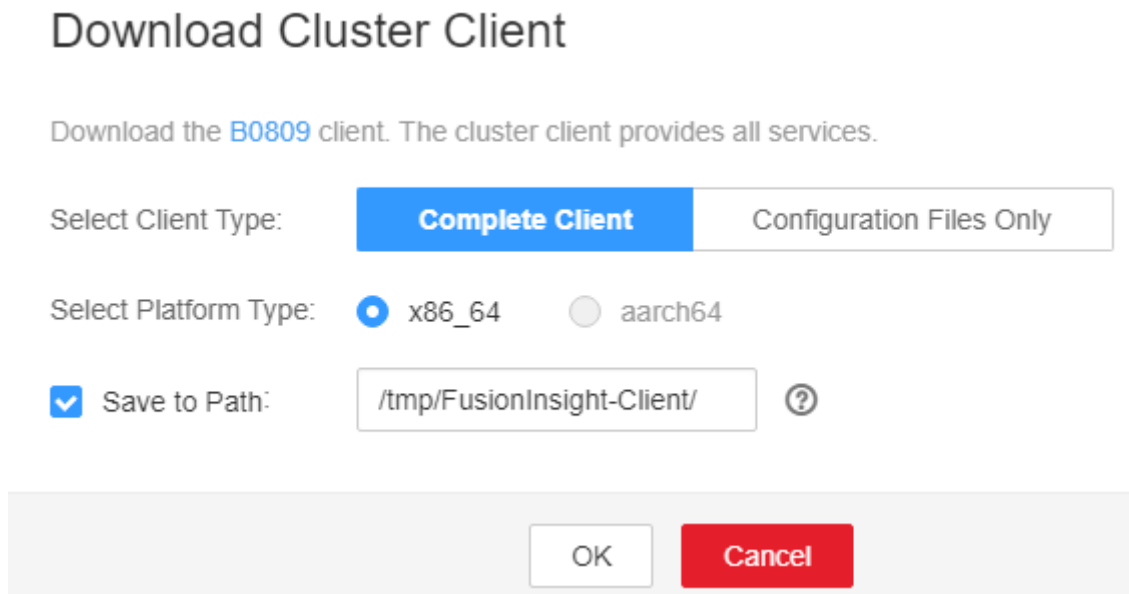 Download Cluster Client
Download the B0809 client. The cluster client provides all services.
Select Client Type: Complete Client Configuration Files Only
Select Platform Type: x86_64 aarch64
Save to Path: /tmp/FusionInsight-Client/ ?
OK Cancel